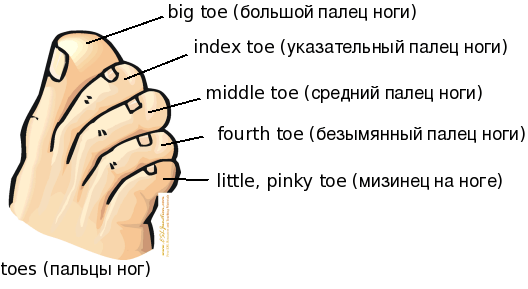 big toe (большой палец ноги)
index toe (указательный палец ноги)
middle toe (средний палец ноги)
fourth toe (безымянный палец ноги)
little, pinky toe (мизинец на ноге)
toes (пальцы ног)